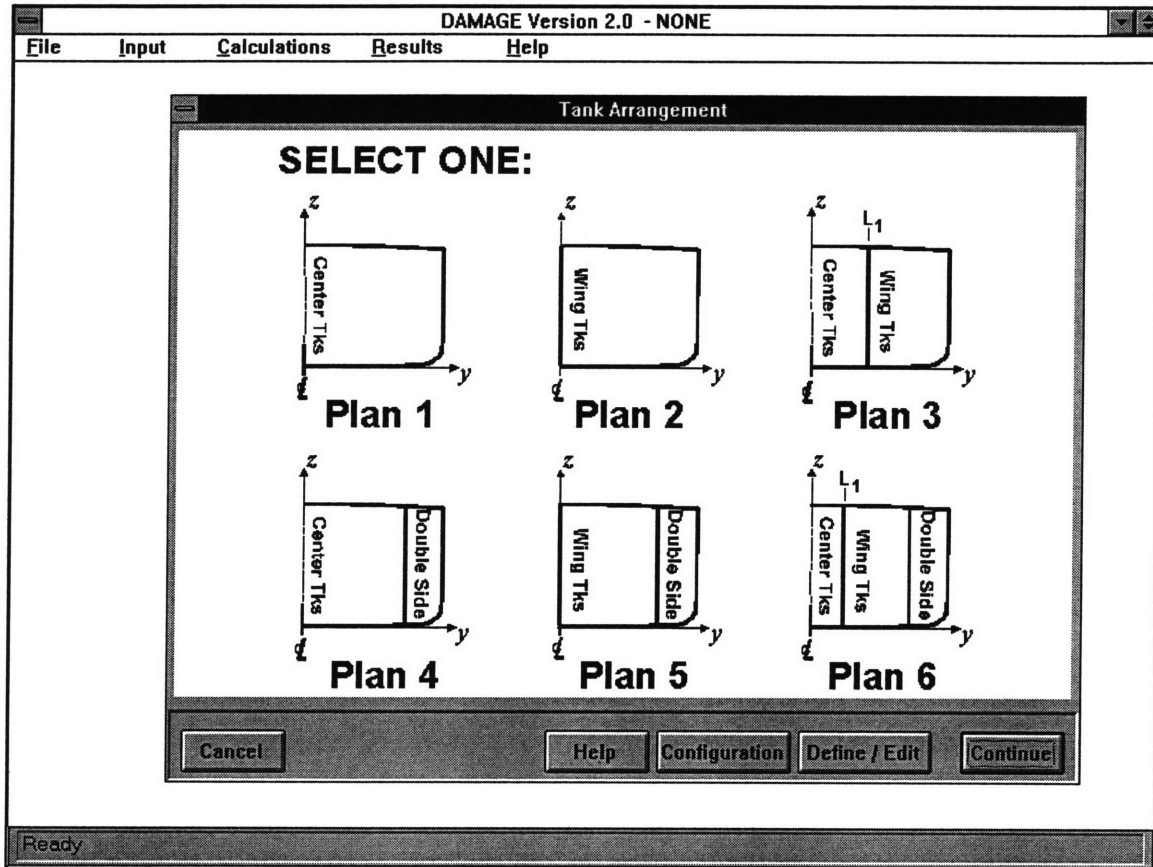 DAMAGE Version 2.0 - NONE
File Input Calculations Results Help
Tank Arrangement
SELECT ONE:
z z z L1
Center Tks Wing Tks Center Tks Wing Tks
y y y
Plan 1 Plan 2 Plan 3
z z z L1
Center Tks Double Side Wing Tks Double Side Center Tks Wing Tks Double Side
y y y
Plan 4 Plan 5 Plan 6
Cancel Help Configuration Define / Edit Continue
Ready